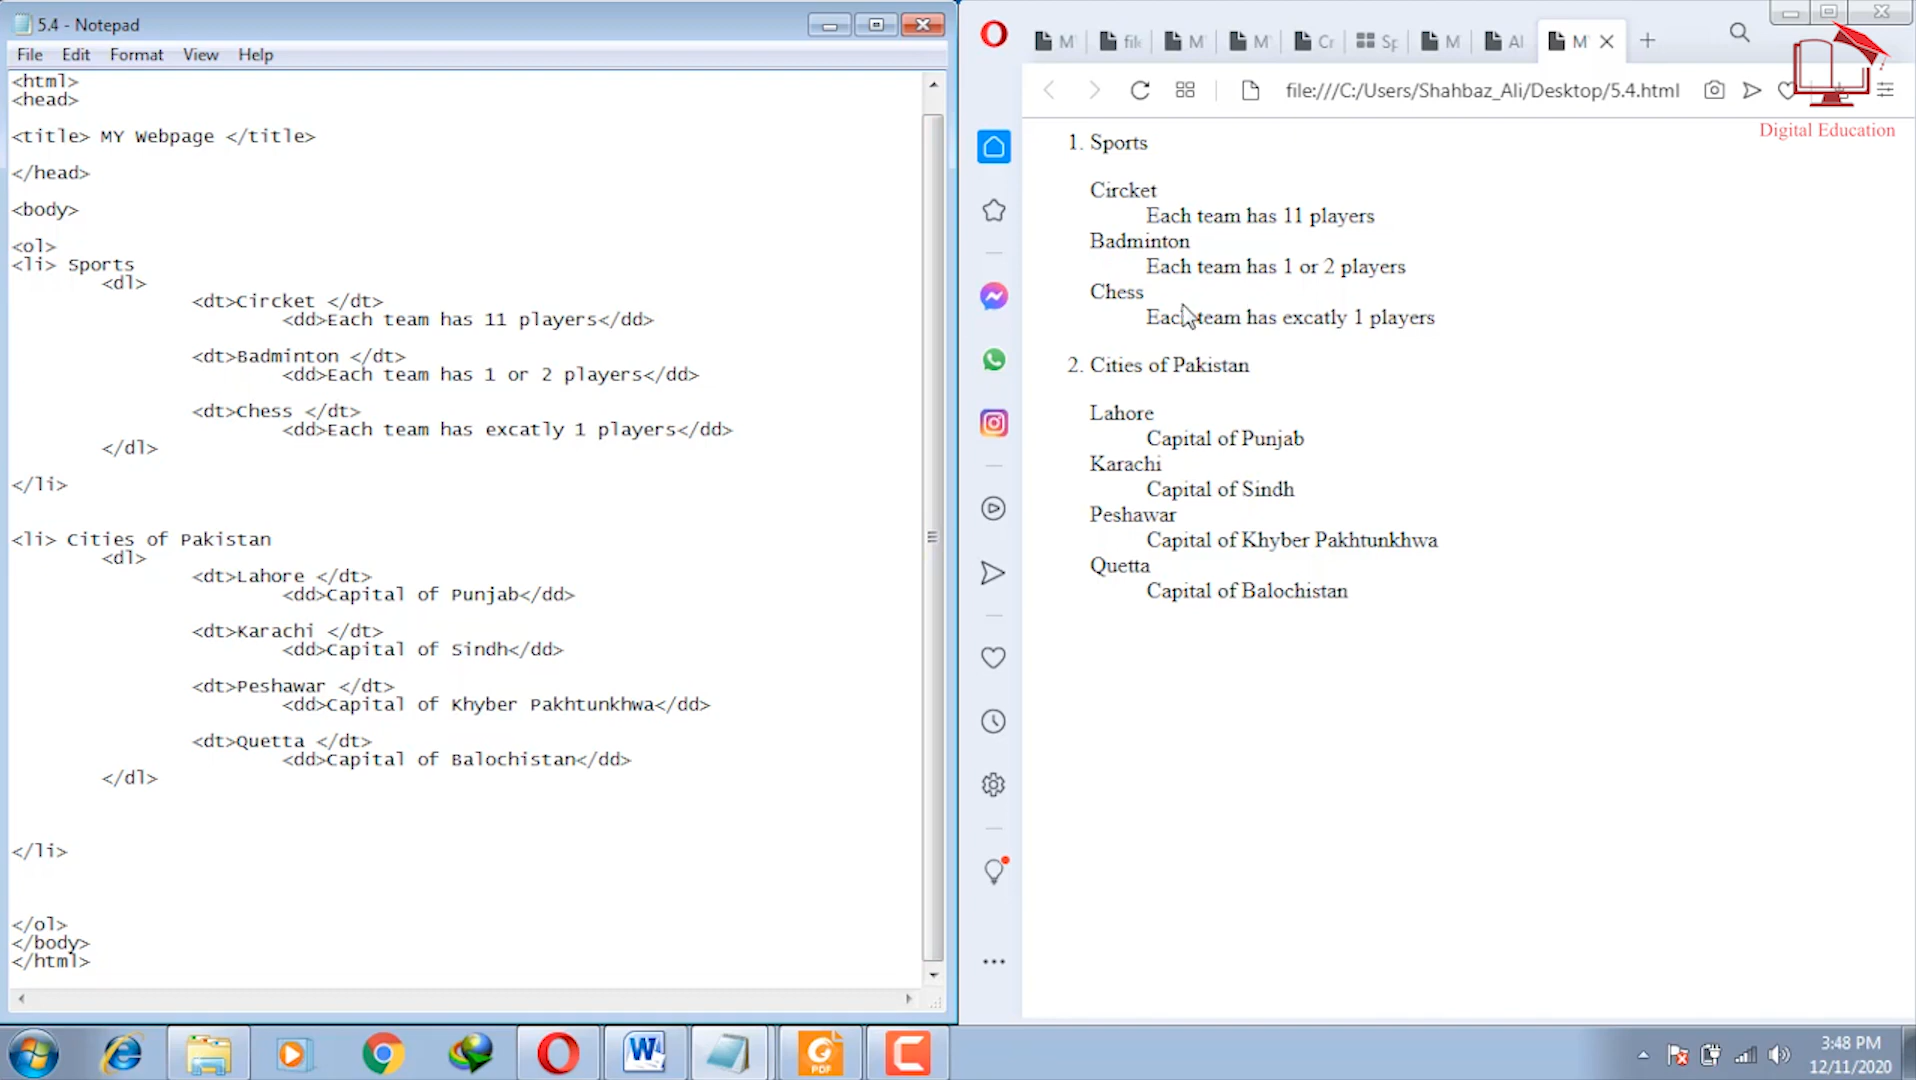 5.4 - Notepad
File Edit Format View Help
<html>
<head>
<title> MY Webpage </title>
</head>
<body>
<ol>
<li> Sports
<dl>
<dt>Circket </dt>
<dd>Each team has 11 players</dd>
<dt>Badminton </dt>
<dd>Each team has 1 or 2 players</dd>
<dt>Chess </dt>
<dd>Each team has excatly 1 players</dd>
</dl>
</li>
<li> Cities of Pakistan
<dl>
<dt>Lahore </dt>
<dd>Capital of Punjab</dd>
<dt>Karachi </dt>
<dd>Capital of Sindh</dd>
<dt>Peshawar </dt>
<dd>Capital of Khyber Pakhtunkhwa</dd>
<dt>Quetta </dt>
<dd>Capital of Balochistan</dd>
</dl>
</li>
</ol>
</body>
</html>
M file M M Cr Sp M Al M
file:///C:/Users/Shahbaz_Ali/Desktop/5.4.html
Digital Education
1. Sports
Circket
Each team has 11 players
Badminton
Each team has 1 or 2 players
Chess
Each team has excatly 1 players
2. Cities of Pakistan
Lahore
Capital of Punjab
Karachi
Capital of Sindh
Peshawar
Capital of Khyber Pakhtunkhwa
Quetta
Capital of Balochistan
W
PDF
3:48 PM
12/11/2020